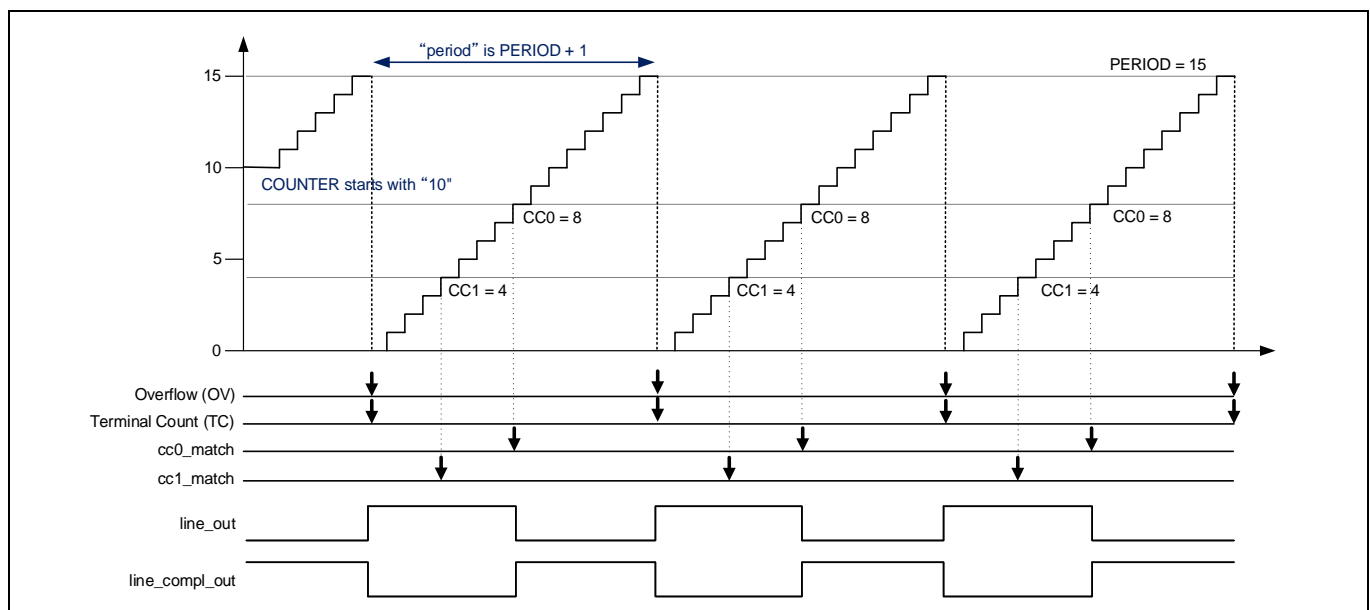 “period” is PERIOD + 1
15
PERIOD = 15
10
COUNTER starts with “10"
CC0 = 8
CC0 = 8
CC0 = 8
5
CC1 = 4
CC1 = 4
CC1 = 4
0
Overflow (OV)
Terminal Count (TC)
cc0_match
cc1_match
line_out
line_compl_out